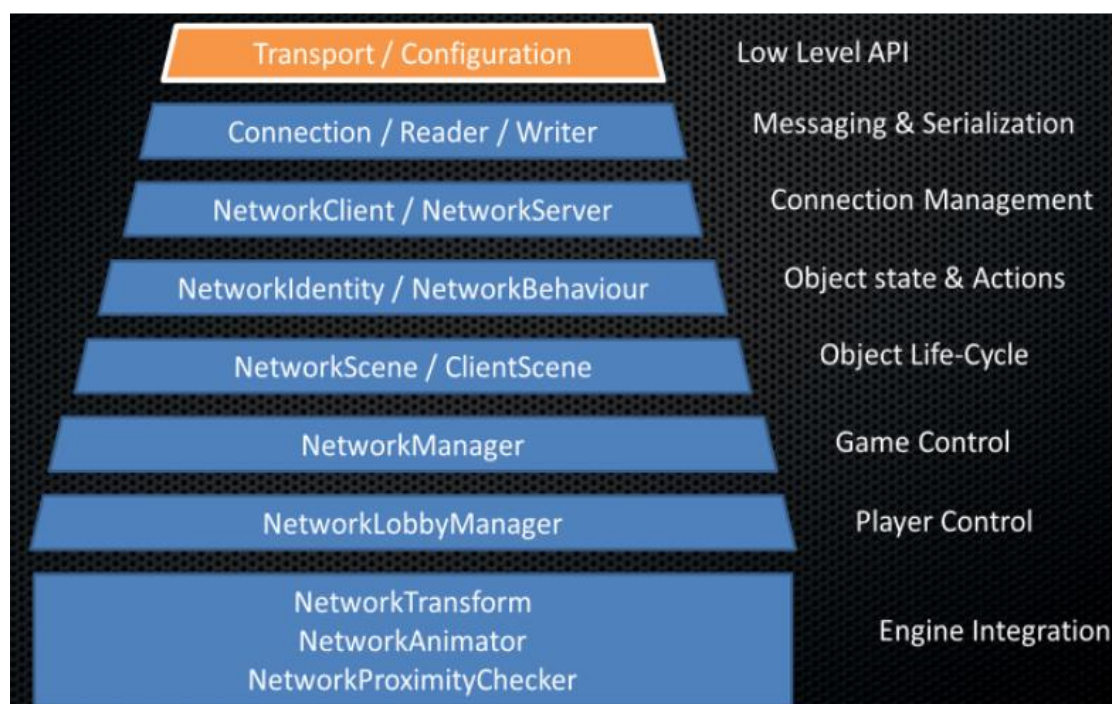 Transport / Configuration
Low Level API
Connection / Reader / Writer
Messaging & Serialization
NetworkClient / NetworkServer
Connection Management
NetworkIdentity / NetworkBehaviour
Object state & Actions
NetworkScene / ClientScene
Object Life-Cycle
NetworkManager
Game Control
NetworkLobbyManager
Player Control
NetworkTransform
NetworkAnimator
NetworkProximityChecker
Engine Integration